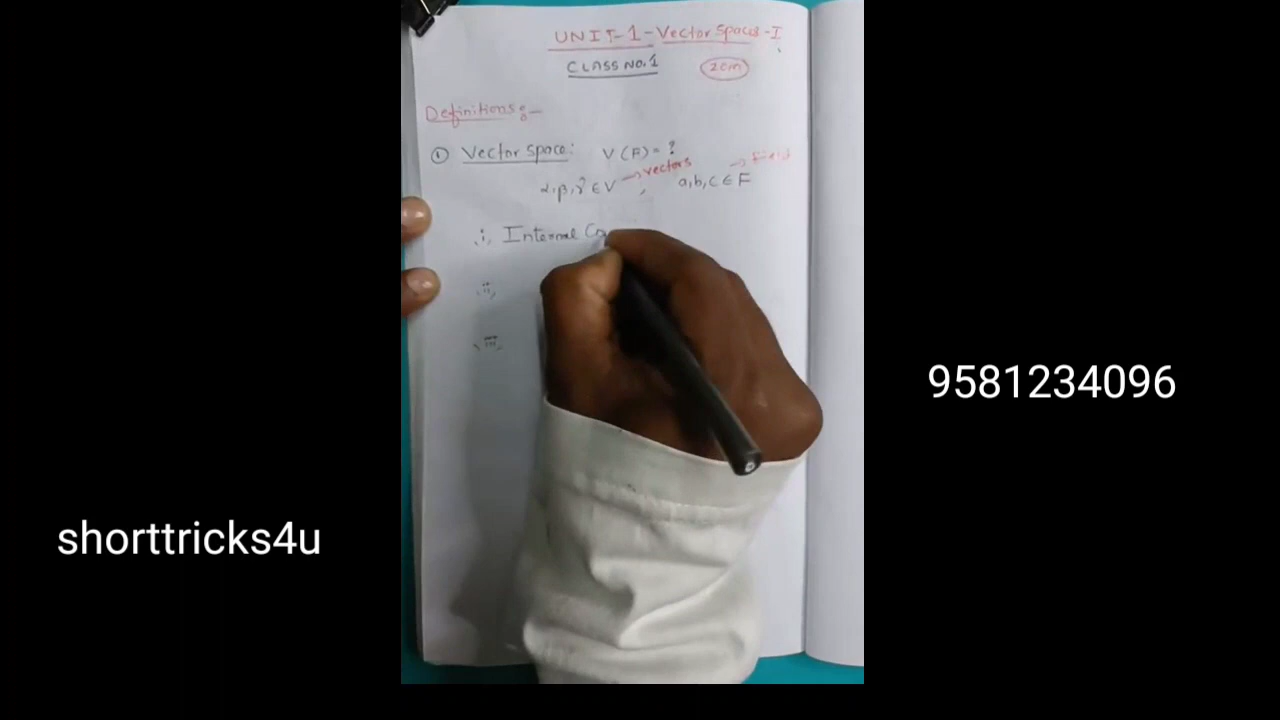 UNIT-1-Vector Spaces-I
CLASS NO.1 2cm
Definitions:-
① Vector space: V(F)=?
α,β,γ ∈ V → vectors, a,b,c ∈ F → Field
i, Internal Co
ii,
iii,
9581234096
shorttricks4u